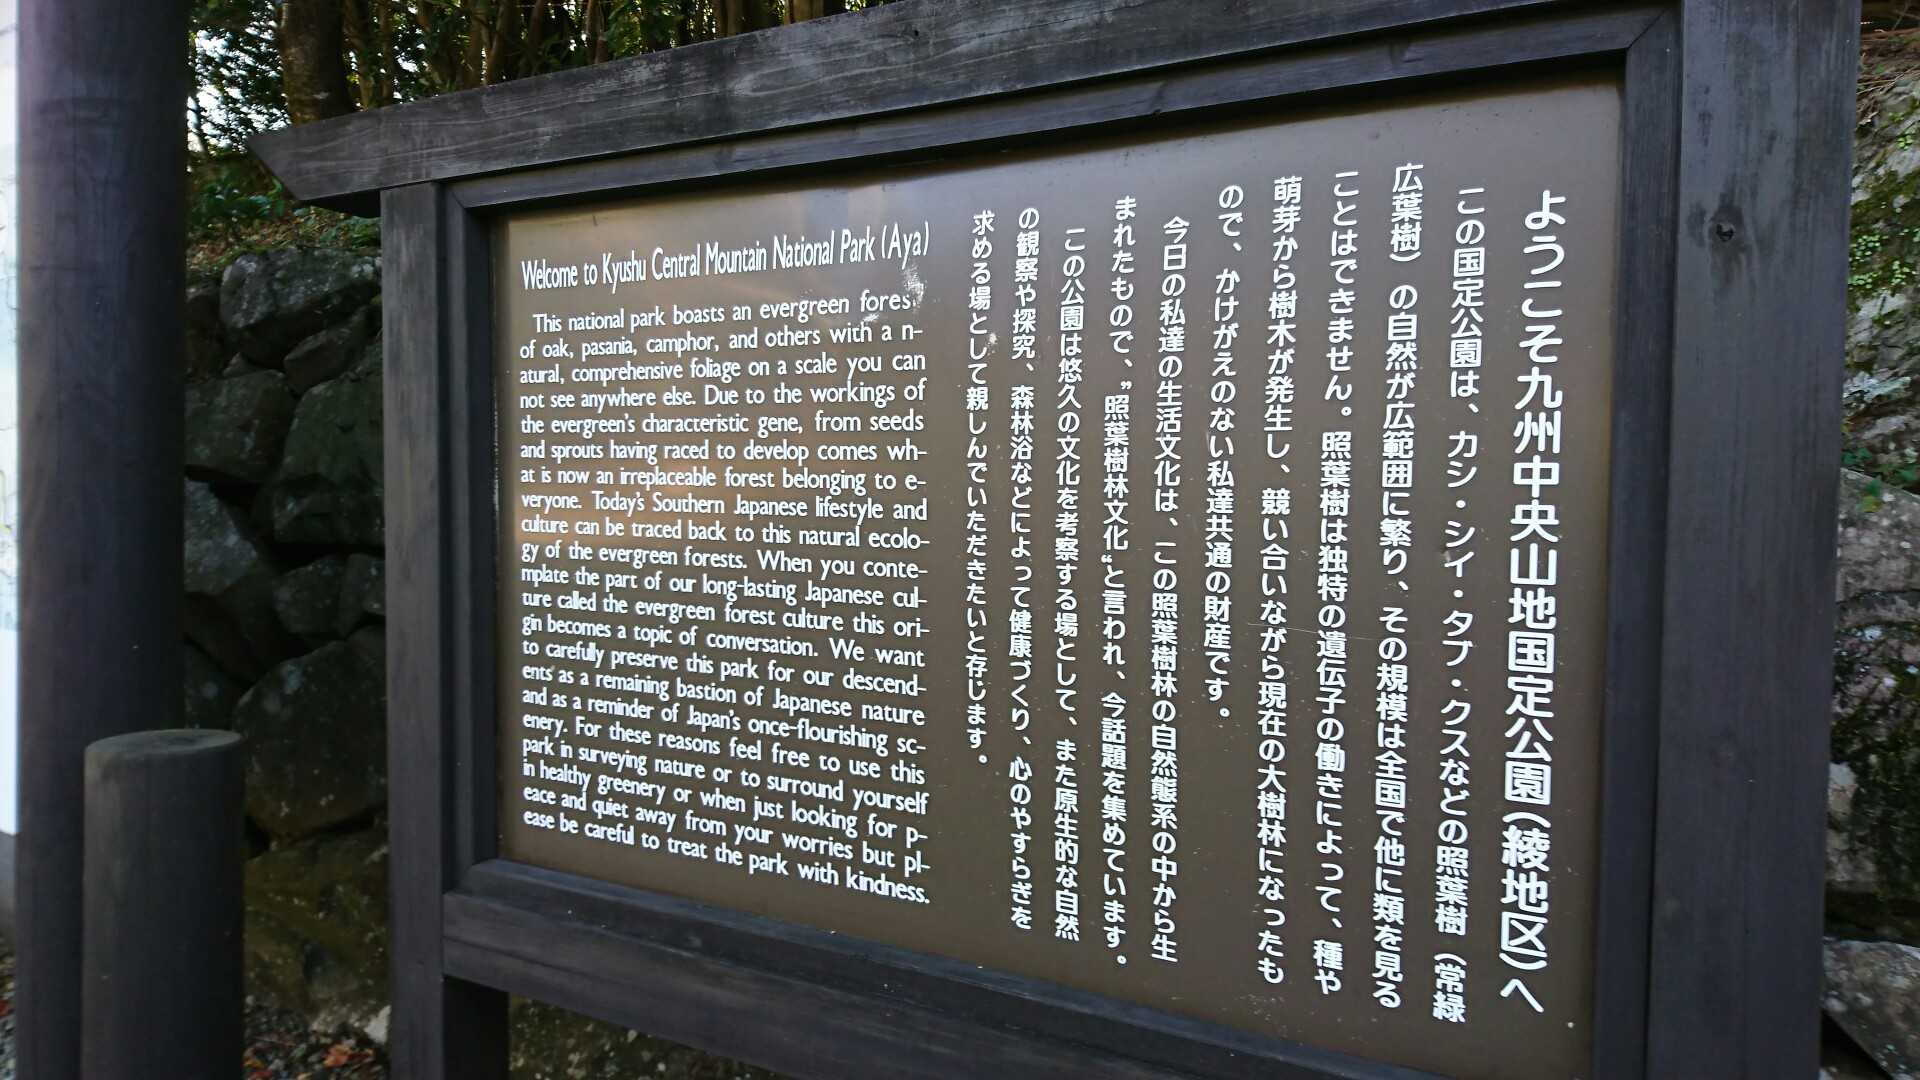 ようこそ九州中央山地国定公園(綾地区)へ
この国定公園は、カシ・シイ・タブ・クスなどの照葉樹(常緑
広葉樹)の自然が広範囲に繁り、その規模は全国で他に類を見る
ことはできません。照葉樹は独特の遺伝子の働きによって、種や
萌芽から樹木が発生し、競い合いながら現在の大樹林になったも
ので、かけがえのない私達共通の財産です。
今日の私達の生活文化は、この照葉樹林の自然態系の中から生
まれたもので、”照葉樹林文化“と言われ、今話題を集めています。
この公園は悠久の文化を考察する場として、また原生的な自然
の観察や探究、森林浴などによって健康づくり、心のやすらぎを
求める場として親しんでいただきたいと存じます。
Welcome to Kyushu Central Mountain National Park (Aya)
This national park boasts an evergreen forest
of oak, pasania, camphor, and others with a n-
atural, comprehensive foliage on a scale you can
not see anywhere else. Due to the workings of
the evergreen's characteristic gene, from seeds
and sprouts having raced to develop comes wh-
at is now an irreplaceable forest belonging to e-
veryone. Today's Southern Japanese lifestyle and
culture can be traced back to this natural ecolo-
gy of the evergreen forests. When you conte-
mplate the part of our long-lasting Japanese cul-
ture called the evergreen forest culture this ori-
gin becomes a topic of conversation. We want
to carefully preserve this park for our descend-
ents as a remaining bastion of Japanese nature
and as a reminder of Japan's once-flourishing sc-
enery. For these reasons feel free to use this
park in surveying nature or to surround yourself
in healthy greenery or when just looking for p-
eace and quiet away from your worries but pl-
ease be careful to treat the park with kindness.